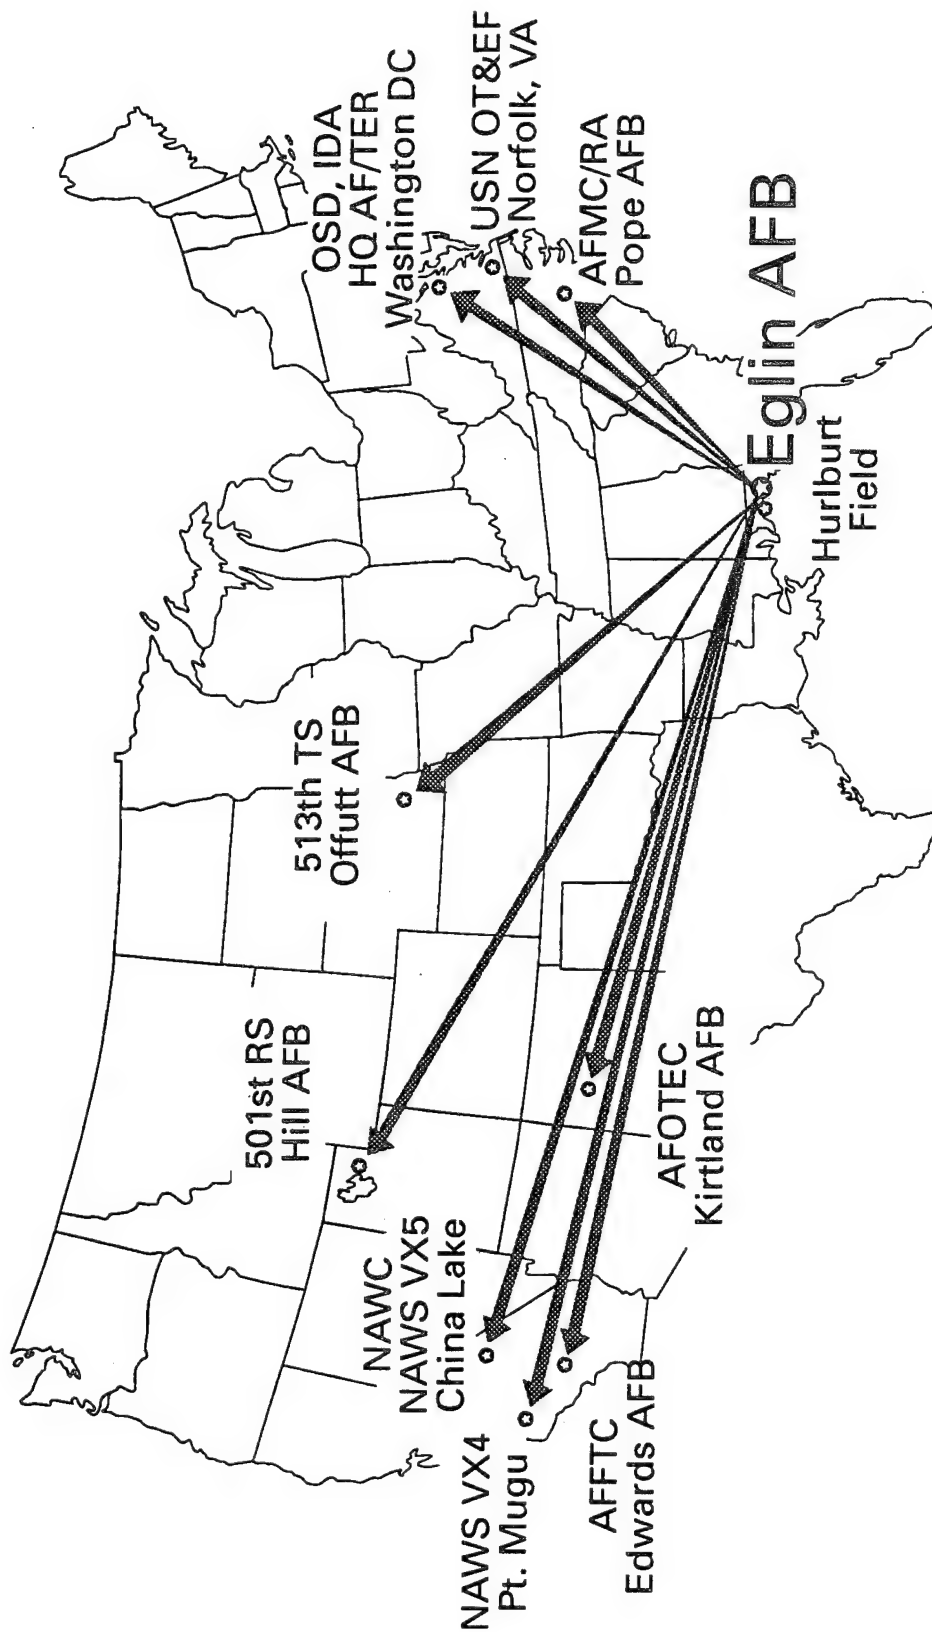 NAWC
NAWS VX5
China Lake
NAWS VX4
Pt. Mugu
AFFTC
Edwards AFB
501st RS
Hill AFB
AFOTEC
Kirtland AFB
513th TS
Offutt AFB
OSD, IDA
HQ AF/TER
Washington DC
USN OT&EF
Norfolk, VA
AFMC/RA
Pope AFB
Eglin AFB
Hurlburt
Field